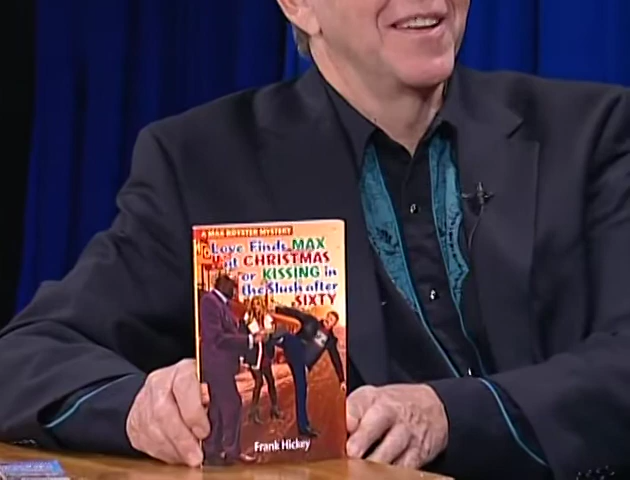 A MAX ROYSTER MYSTERY
Love Finds MAX
at CHRISTMAS
or KISSING in
the Slush after
SIXTY
Frank Hickey